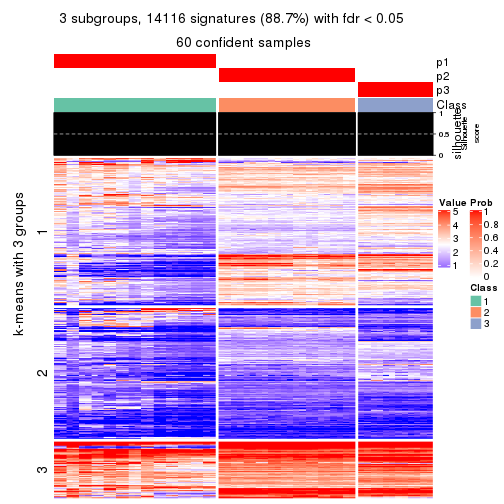 3 subgroups, 14116 signatures (88.7%) with fdr < 0.05
60 confident samples
p1
p2
p3
Class
1
0.5
0
silhouette
Silhouette
score
k-means with 3 groups
1
2
3
Value
5
4
3
2
1
Prob
1
0.8
0.6
0.4
0.2
0
Class
1
2
3